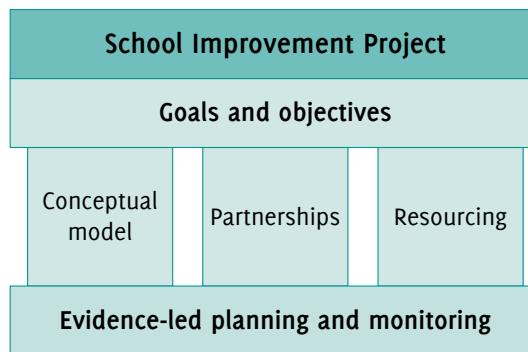 School Improvement Project
Goals and objectives
Conceptual
model
Partnerships
Resourcing
Evidence-led planning and monitoring